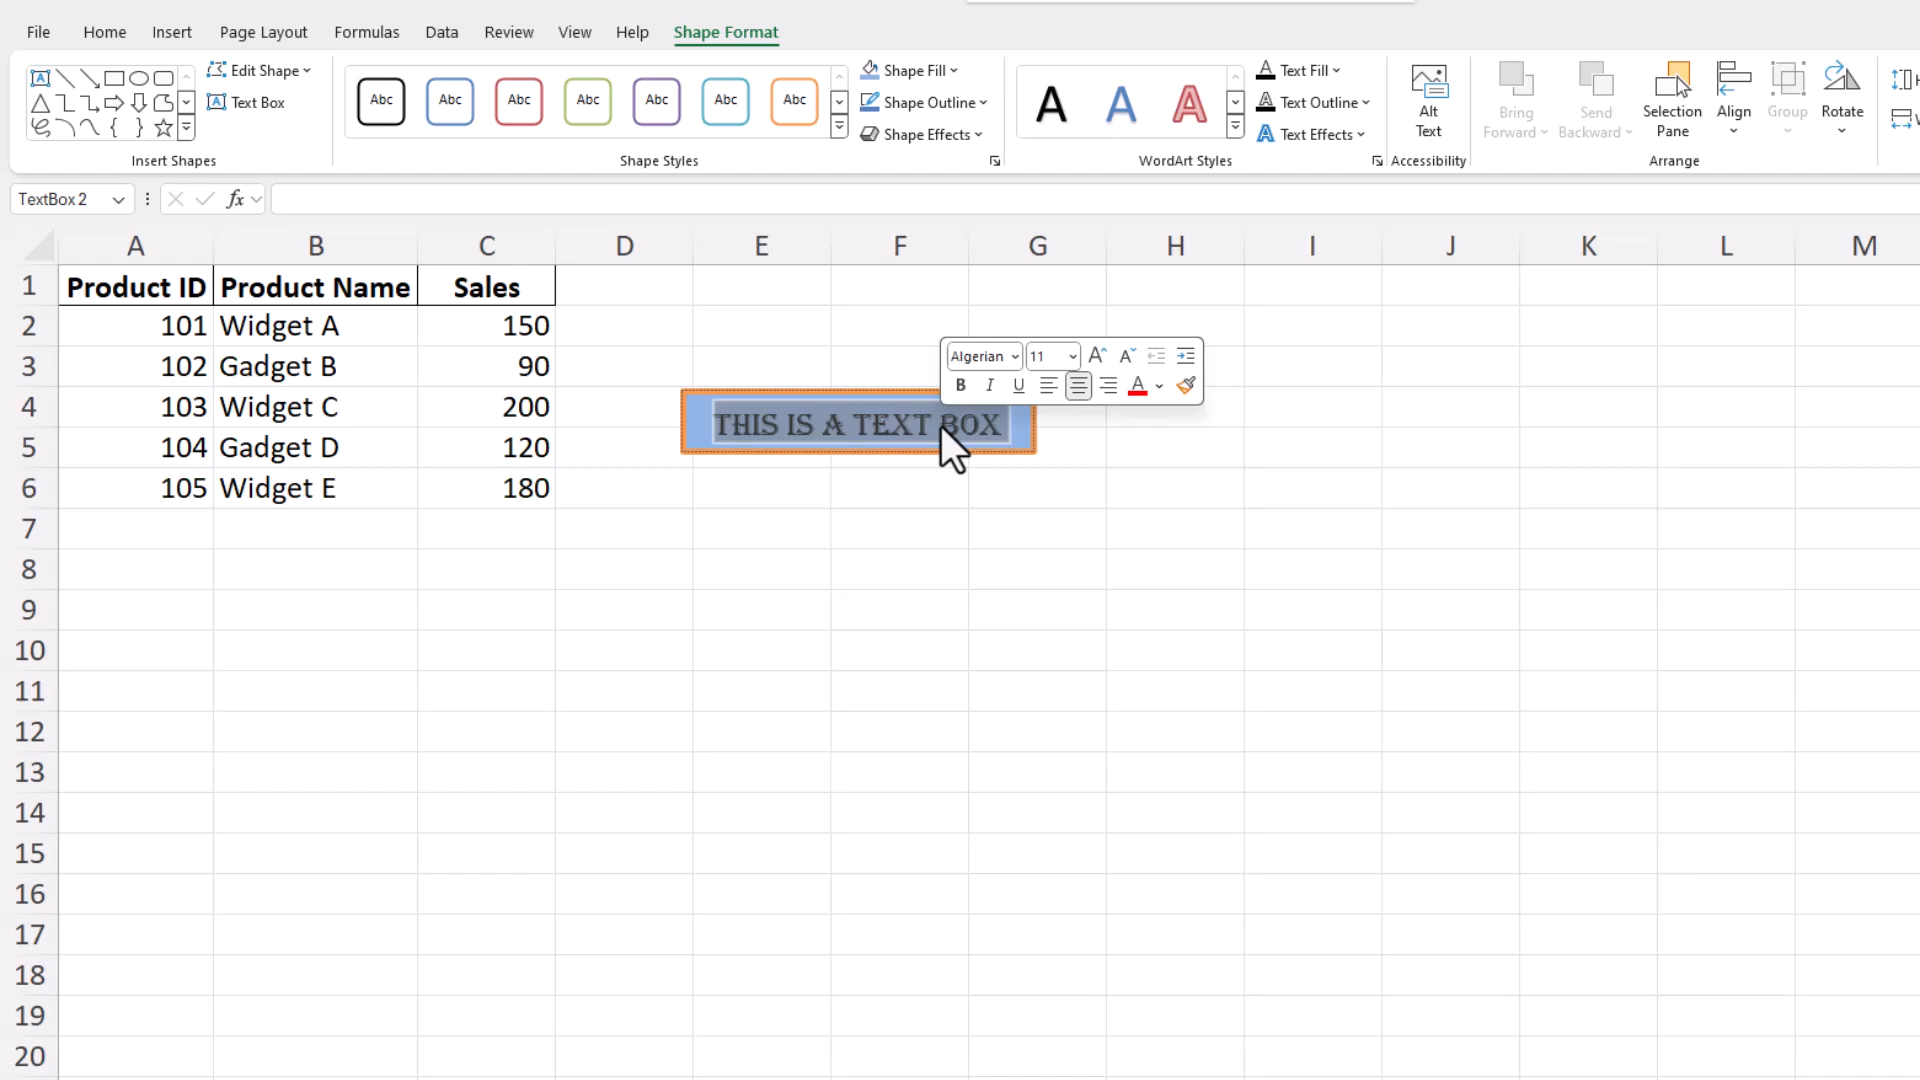 File Home Insert Page Layout Formulas Data Review View Help Shape Format
Edit Shape
Text Box
Insert Shapes
Abc Abc Abc Abc Abc Abc Abc
Shape Styles
Shape Fill
Shape Outline
Shape Effects
A A A
WordArt Styles
Text Fill
Text Outline
Text Effects
Alt
Text
Accessibility
Bring
Forward
Send
Backward
Selection
Pane
Align
Group
Rotate
Arrange
TextBox 2
fx
A B C D E F G H I J K L M
1 Product ID Product Name Sales
2 101 Widget A 150
3 102 Gadget B 90
4 103 Widget C 200
5 104 Gadget D 120
6 105 Widget E 180
7
8
9
10
11
12
13
14
15
16
17
18
19
20
Algerian 11 A A
B I U A
THIS IS A TEXT BOX